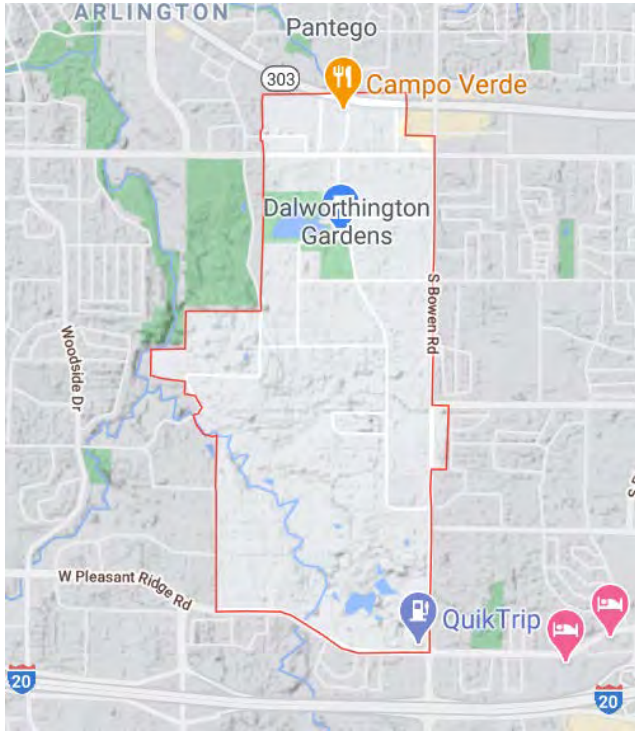 ARLINGTON
Pantego
303
Campo Verde
Dalworthington
Gardens
S Bowen Rd
Woodside Dr
W Pleasant Ridge Rd
QuikTrip
20
20